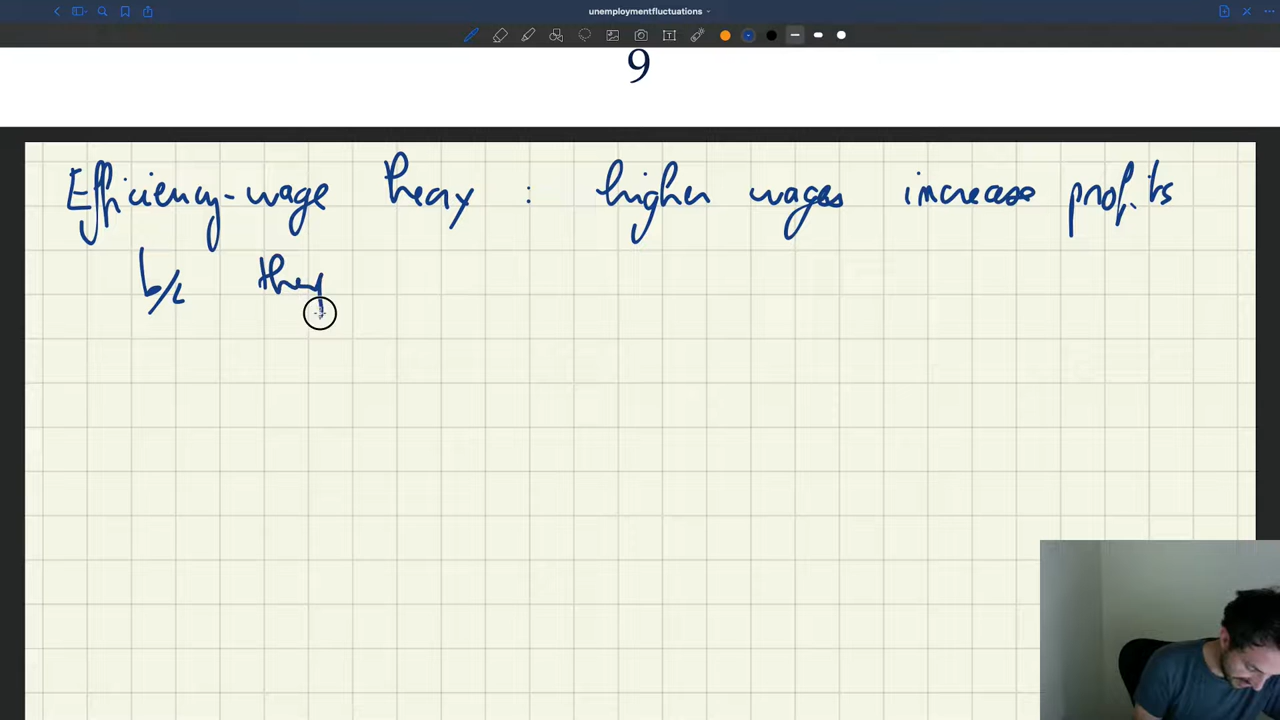 unemploymentfluctuations
9
Efficiency-wage theory : higher wages increase profits
b/c they